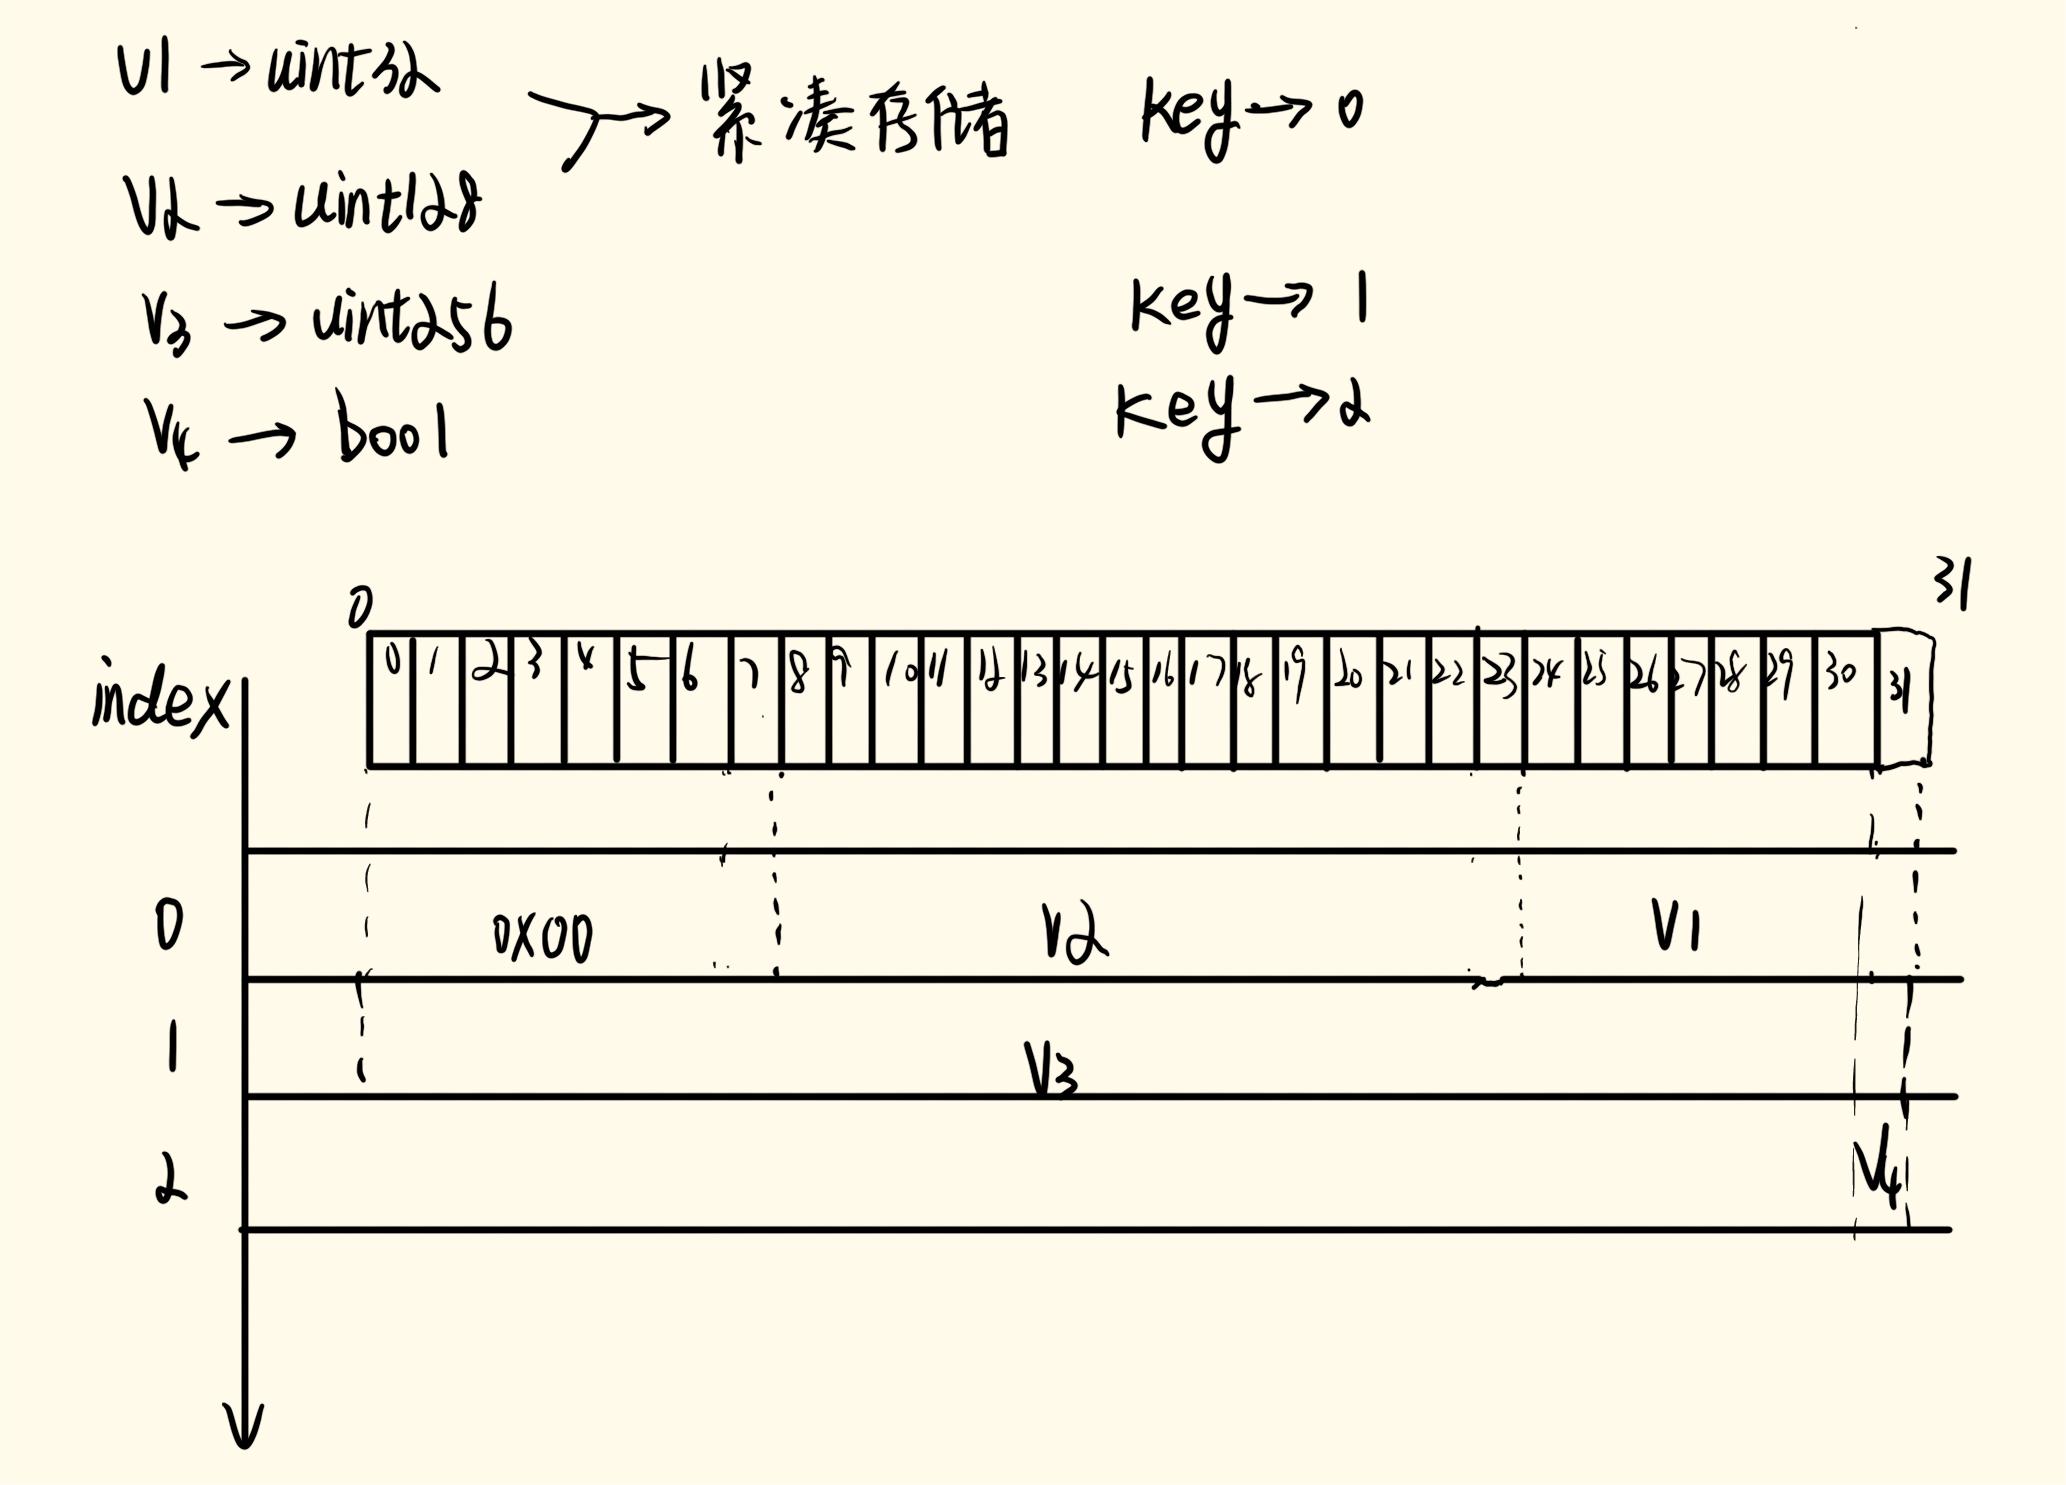 V1 → uint32
紧凑存储
key → 0
V2 → uint128
V3 → uint256
key → 1
V4 → bool
key → 2
0 31
index
0 1 2 3 4 5 6 7 8 9 10 11 12 13 14 15 16 17 18 19 20 21 22 23 24 25 26 27 28 29 30 31
0 0X00 V2 V1
1 V3
2 V4